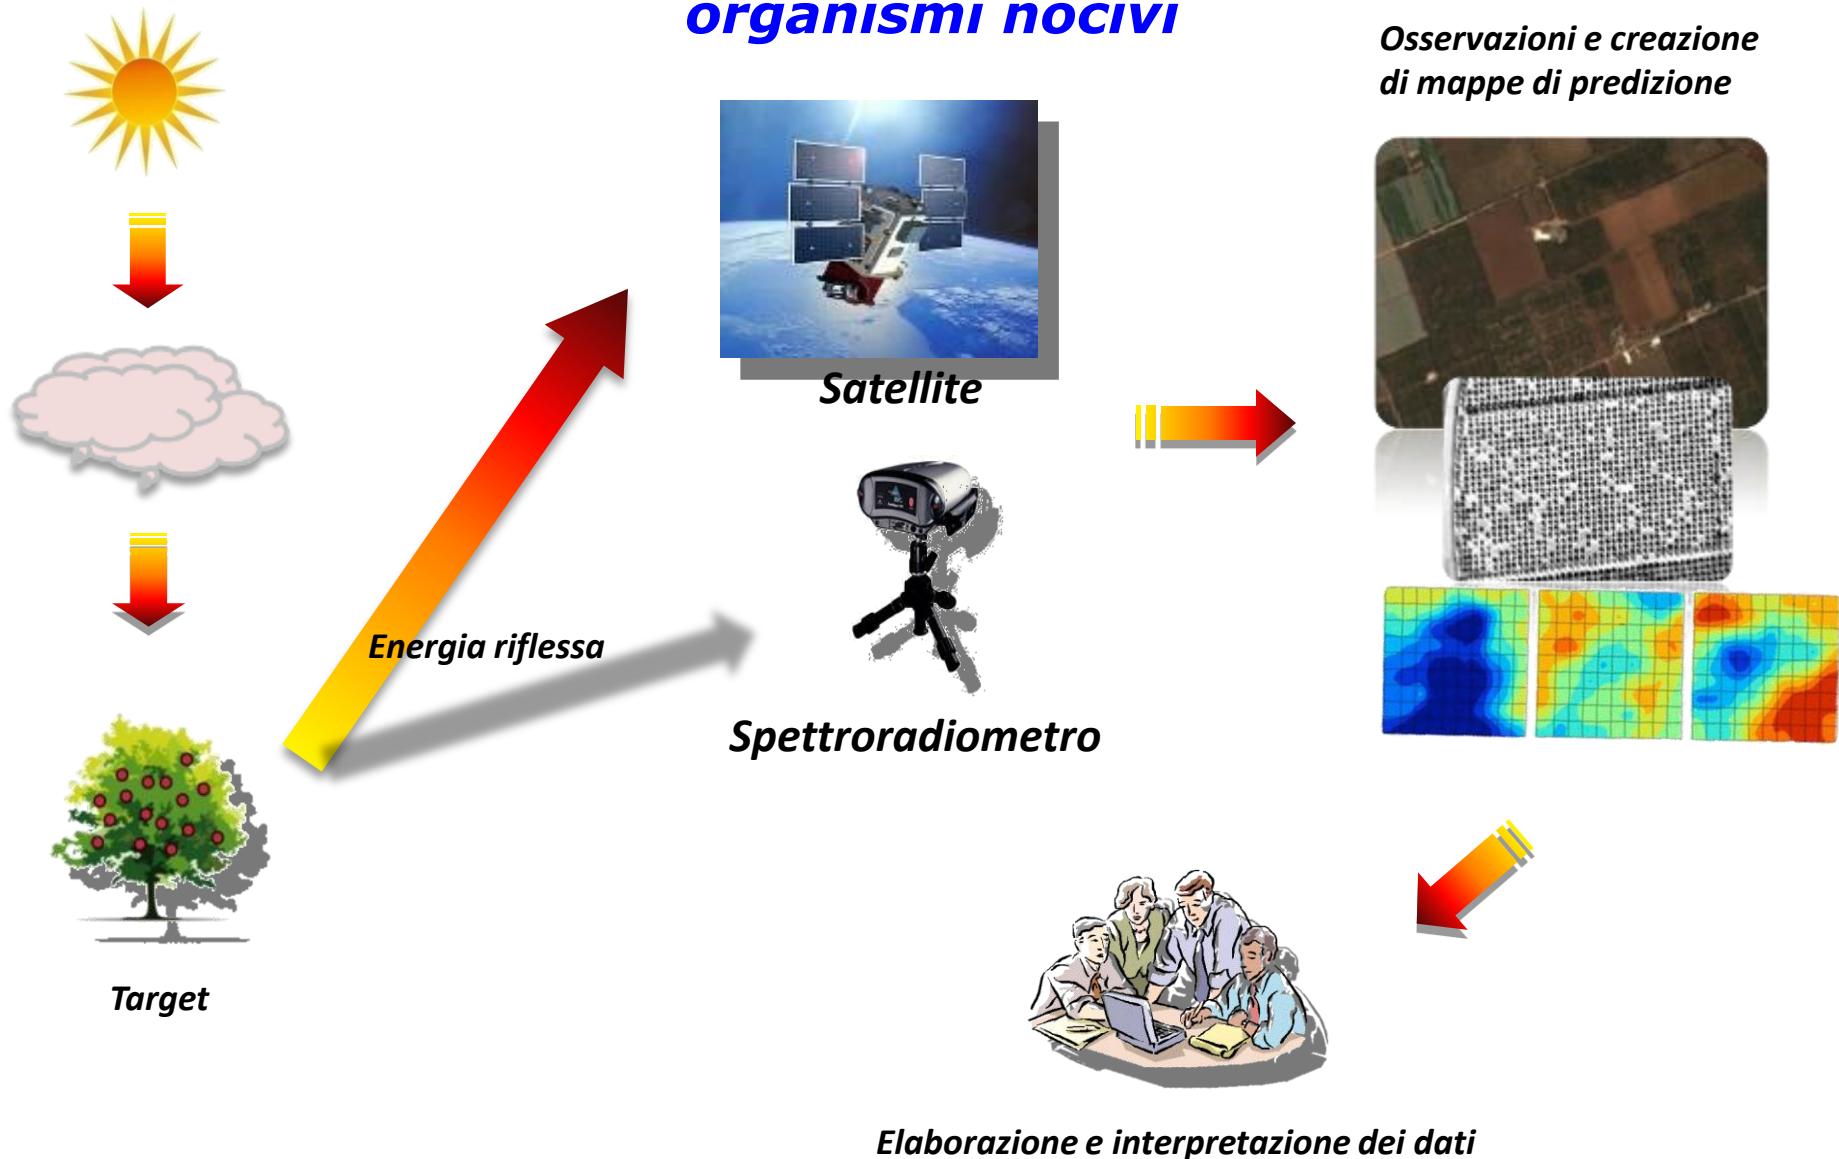 organismi nocivi
Osservazioni e creazione
di mappe di predizione
Satellite
Energia riflessa
Spettroradiometro
Target
Elaborazione e interpretazione dei dati